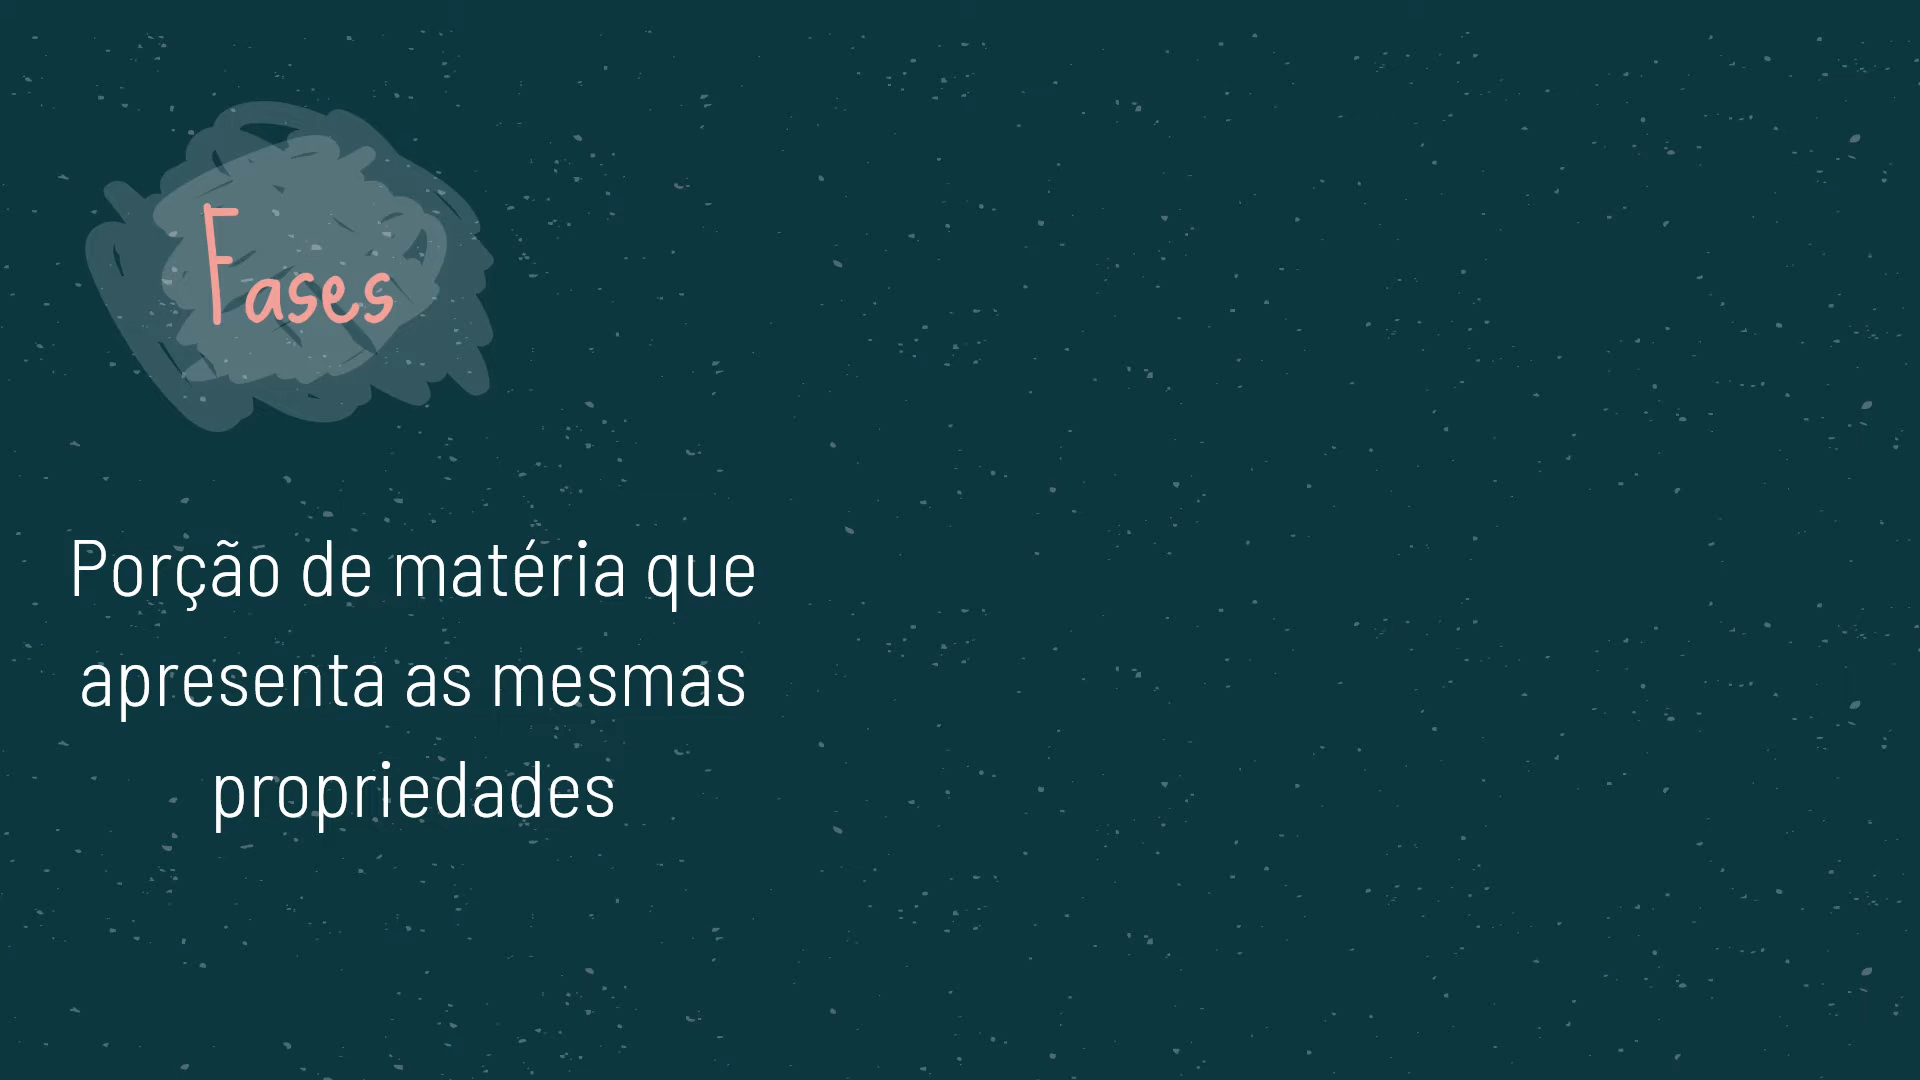 Fases
Porção de matéria que
apresenta as mesmas
propriedades